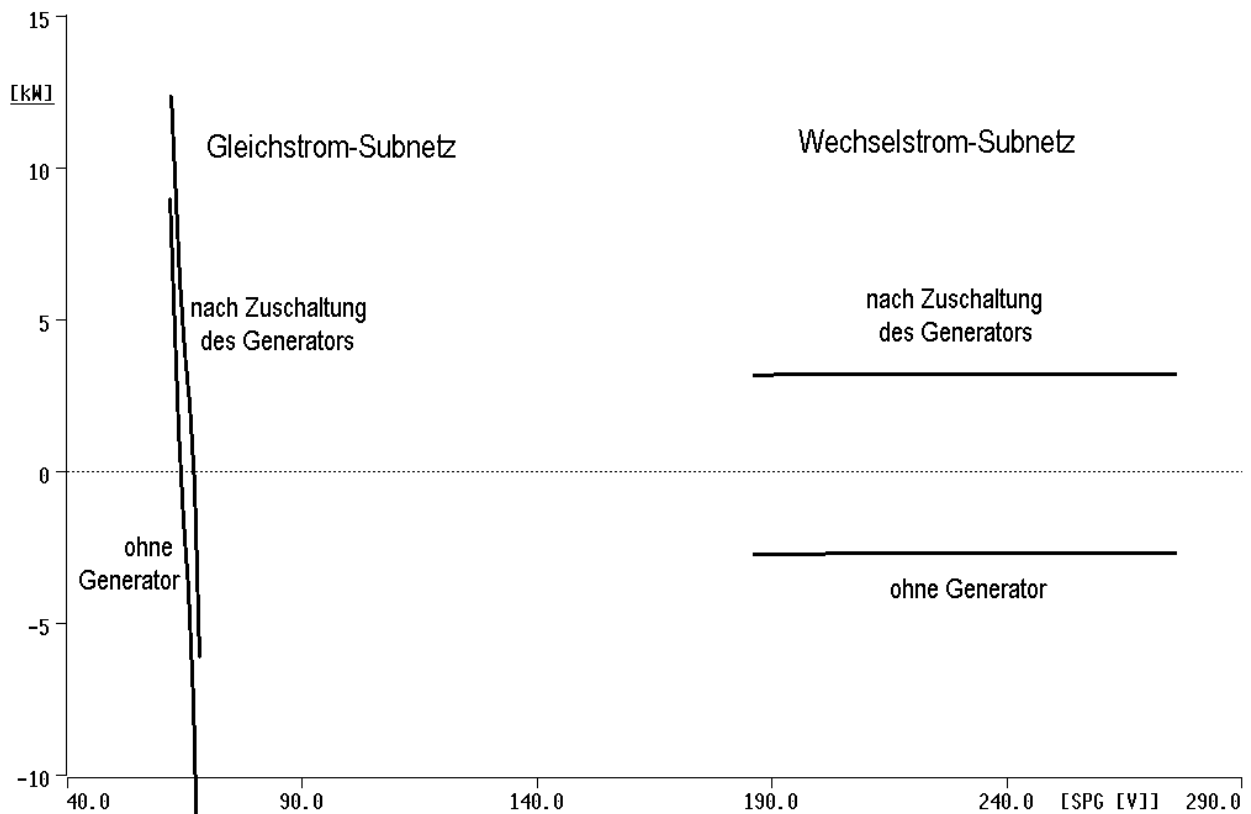 15
[kW]
Gleichstrom-Subnetz
Wechselstrom-Subnetz
10
nach Zuschaltung
des Generators
nach Zuschaltung
des Generators
5
0
ohne
Generator
ohne Generator
-5
-10
40.0 90.0 140.0 190.0 240.0 [SPG [V]] 290.0